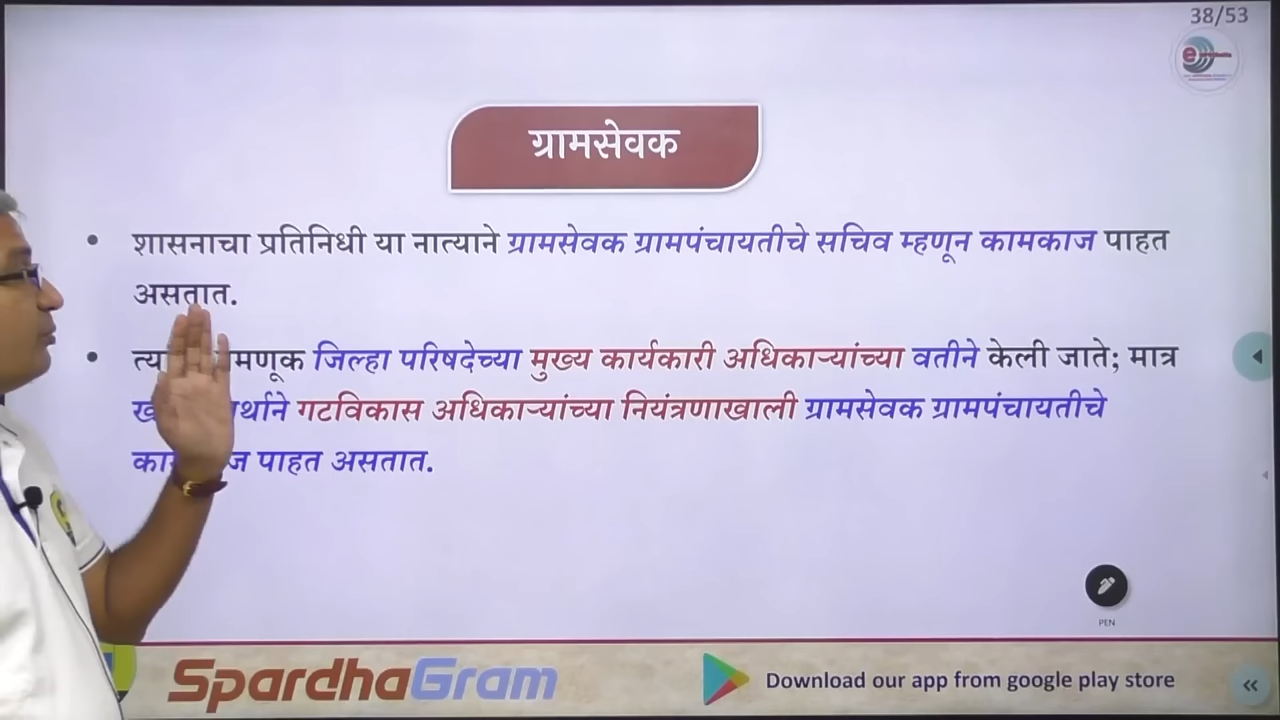 38/53
ग्रामसेवक
• शासनाचा प्रतिनिधी या नात्याने ग्रामसेवक ग्रामपंचायतीचे सचिव म्हणून कामकाज पाहत
असतात.
• जिल्हा परिषदेच्या मुख्य कार्यकारी अधिकाऱ्यांच्या वतीने केली जाते; मात्र
गटविकास अधिकाऱ्यांच्या नियंत्रणाखाली ग्रामसेवक ग्रामपंचायतीचे
पाहत असतात.
PEN
SpardhaGram
Download our app from google play store